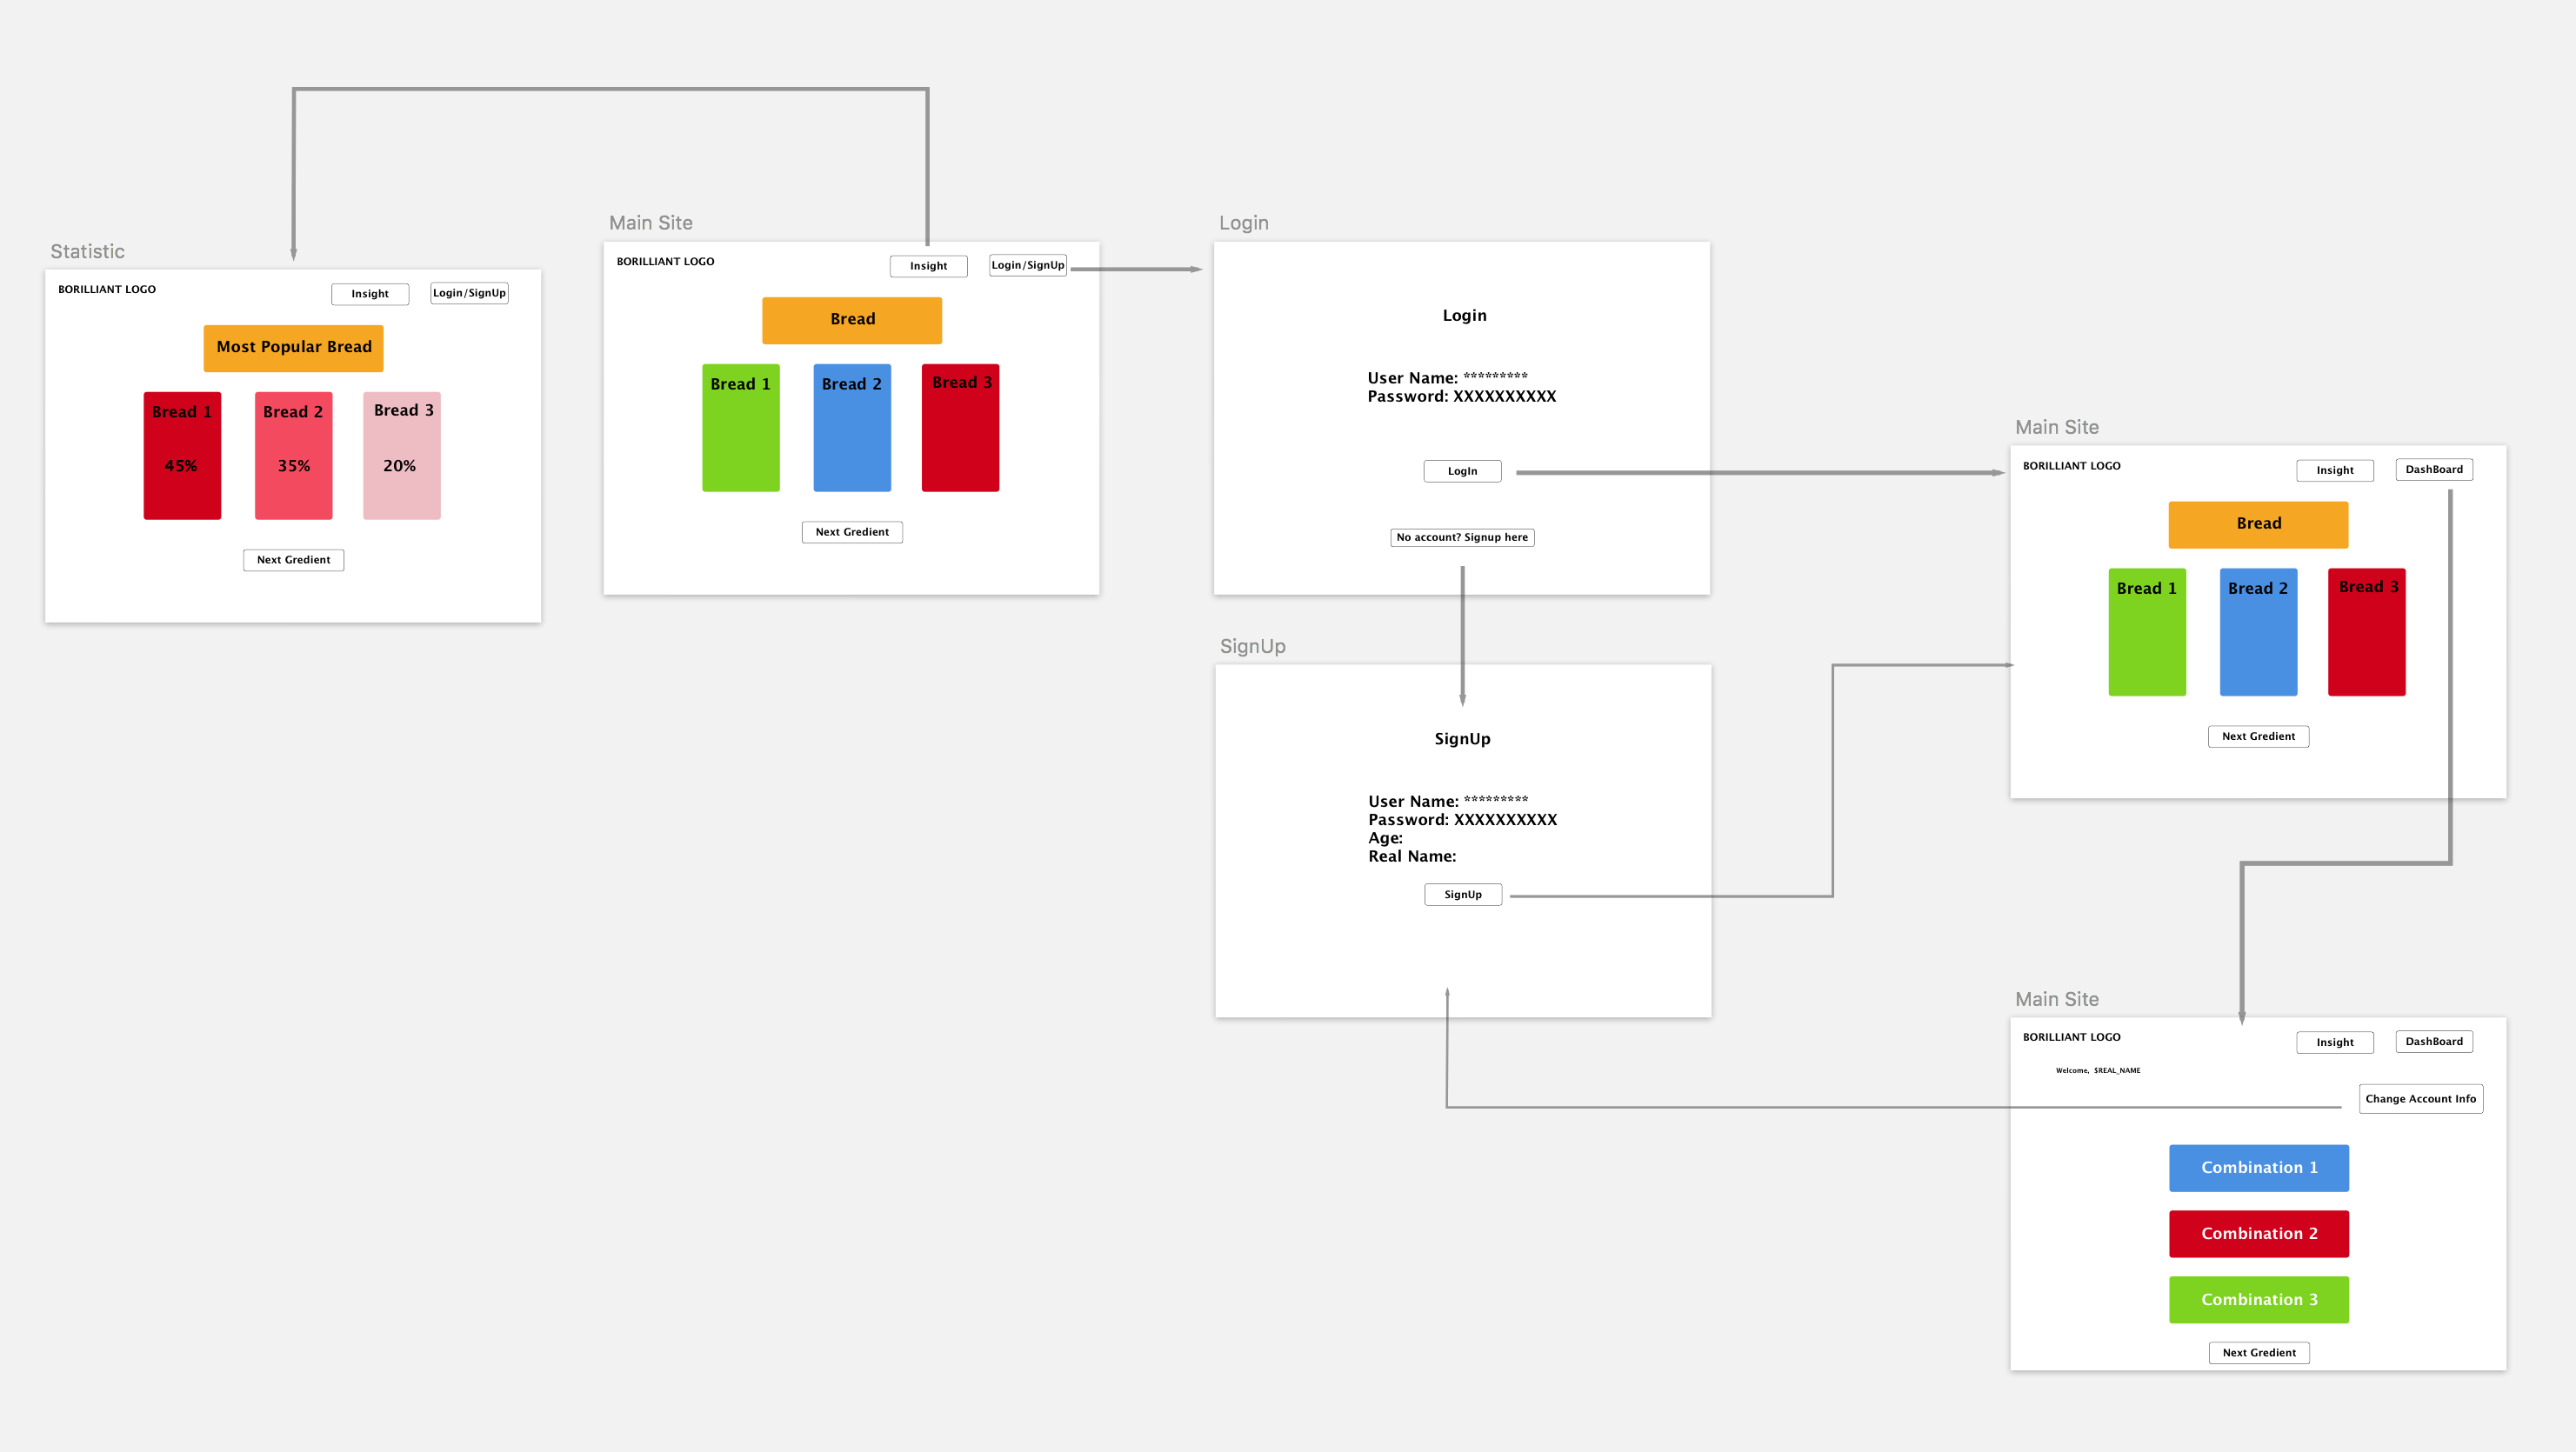 Statistic
BORILLIANT LOGO
Insight
Login/SignUp
Most Popular Bread
Bread 1
Bread 2
Bread 3
45%
35%
20%
Next Gredient
Main Site
BORILLIANT LOGO
Insight
Login/SignUp
Bread
Bread 1
Bread 2
Bread 3
Next Gredient
Login
Login
User Name: *********
Password: XXXXXXXXXX
LogIn
No account? Signup here
SignUp
SignUp
User Name: *********
Password: XXXXXXXXXX
Age:
Real Name:
SignUp
Main Site
BORILLIANT LOGO
Insight
DashBoard
Bread
Bread 1
Bread 2
Bread 3
Next Gredient
Main Site
BORILLIANT LOGO
Insight
DashBoard
Welcome, $REAL_NAME
Change Account Info
Combination 1
Combination 2
Combination 3
Next Gredient